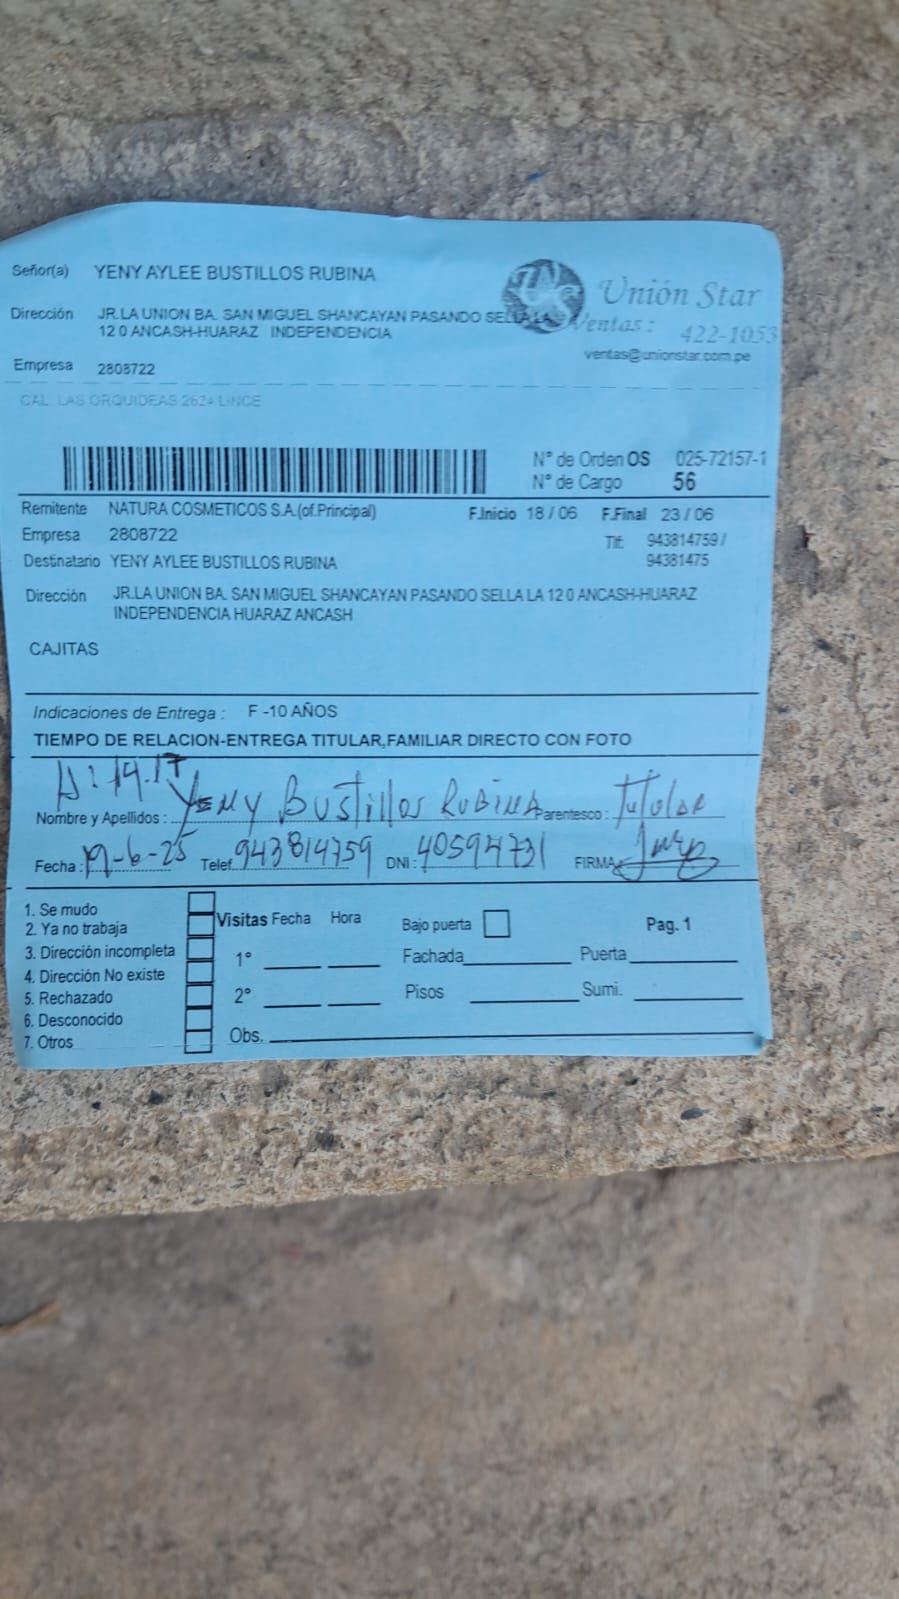 Señor(a) YENY AYLEE BUSTILLOS RUBINA
Unión Star
Dirección JR.LA UNION BA. SAN MIGUEL SHANCAYAN PASANDO SELLA LA
12 0 ANCASH-HUARAZ INDEPENDENCIA
Ventas : 422-1053
ventas@unionstar.com.pe
Empresa 2808722
CAL. LAS ORQUIDEAS 2624 LINCE
N° de Orden OS 025-72157-1
N° de Cargo 56
Remitente NATURA COSMETICOS S.A.(of.Principal) F.Inicio 18 / 06 F.Final 23 / 06
Empresa 2808722 Tlf: 943814759 /
94381475
Destinatario YENY AYLEE BUSTILLOS RUBINA
Dirección JR.LA UNION BA. SAN MIGUEL SHANCAYAN PASANDO SELLA LA 12 0 ANCASH-HUARAZ
INDEPENDENCIA HUARAZ ANCASH
CAJITAS
Indicaciones de Entrega : F -10 AÑOS
TIEMPO DE RELACION-ENTREGA TITULAR,FAMILIAR DIRECTO CON FOTO
H: 14.17
Nombre y Apellidos : Yeny Bustillos Rubina Parentesco : Titular
Fecha : 19-6-25 Telef. 943814759 DNI : 40594731 FIRMA
1. Se mudo
2. Ya no trabaja
3. Dirección incompleta
4. Dirección No existe
5. Rechazado
6. Desconocido
7. Otros
Visitas Fecha Hora Bajo puerta Pag. 1
1° Fachada Puerta
2° Pisos Sumi.
Obs.